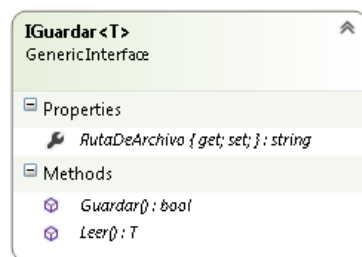 IGuardar<T>
GenericInterface
Properties
RutaDeArchivo { get; set; } : string
Methods
Guardar() : bool
Leer() : T